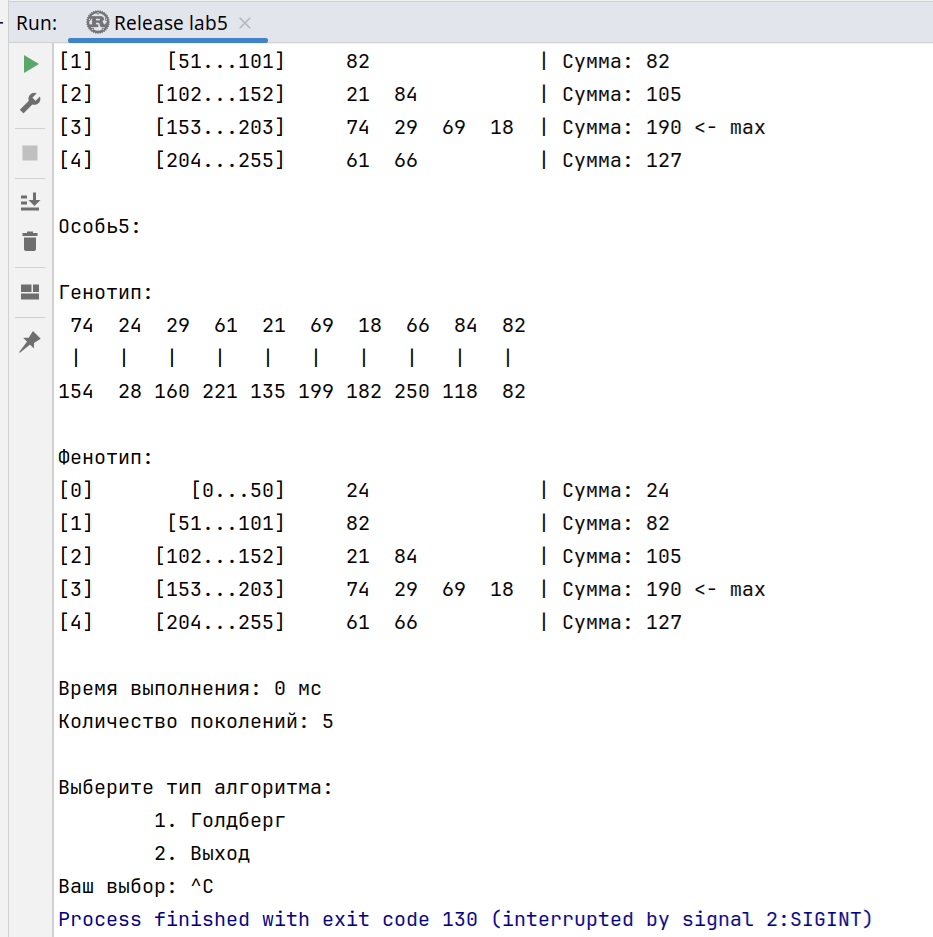 Run: Release lab5 ×
[1]      [51...101]     82              | Сумма: 82
[2]     [102...152]     21  84          | Сумма: 105
[3]     [153...203]     74  29  69  18  | Сумма: 190 <- max
[4]     [204...255]     61  66          | Сумма: 127
Особь5:
Генотип:
 74  24  29  61  21  69  18  66  84  82
 |   |   |   |   |   |   |   |   |   |
154  28 160 221 135 199 182 250 118  82
Фенотип:
[0]        [0...50]     24              | Сумма: 24
[1]      [51...101]     82              | Сумма: 82
[2]     [102...152]     21  84          | Сумма: 105
[3]     [153...203]     74  29  69  18  | Сумма: 190 <- max
[4]     [204...255]     61  66          | Сумма: 127
Время выполнения: 0 мс
Количество поколений: 5
Выберите тип алгоритма:
        1. Голдберг
        2. Выход
Ваш выбор: ^C
Process finished with exit code 130 (interrupted by signal 2:SIGINT)